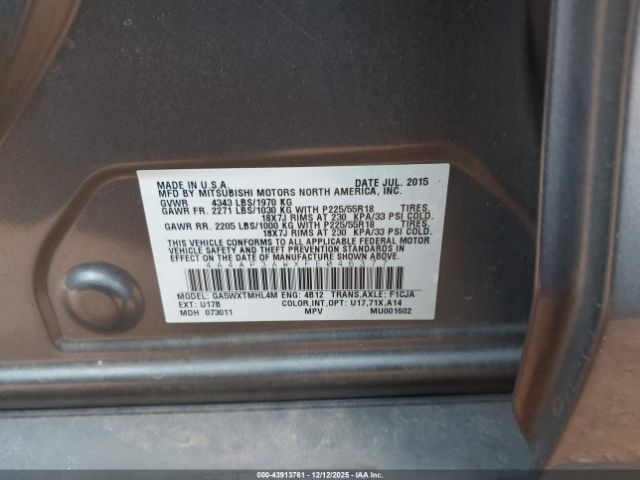 MADE IN U.S.A. DATE JUL. 2015
MFD BY MITSUBISHI MOTORS NORTH AMERICA, INC.
GVWR 4343 LBS/1970 KG
GAWR FR. 2271 LBS/1030 KG WITH P225/55R18 TIRES.
18X7J RIMS AT 230 KPA/33 PSI COLD.
GAWR RR. 2205 LBS/1000 KG WITH P225/55R18 TIRES.
18X7J RIMS AT 230 KPA/33 PSI COLD.
THIS VEHICLE CONFORMS TO ALL APPLICABLE FEDERAL MOTOR
VEHICLE SAFETY AND THEFT PREVENTION STANDARDS IN
EFFECT ON THE DATE OF MANUFACTURE SHOWN ABOVE.
4A4AP3AWXFE046377
MODEL: GA5WXTMHL4M ENG: 4B12 TRANS,AXLE: F1CJA
EXT: U17B COLOR,INT,OPT: U17,71X,A14
MDH 073011 MPV MU001602
000-43913761 - 12/12/2025 - IAAI.COM